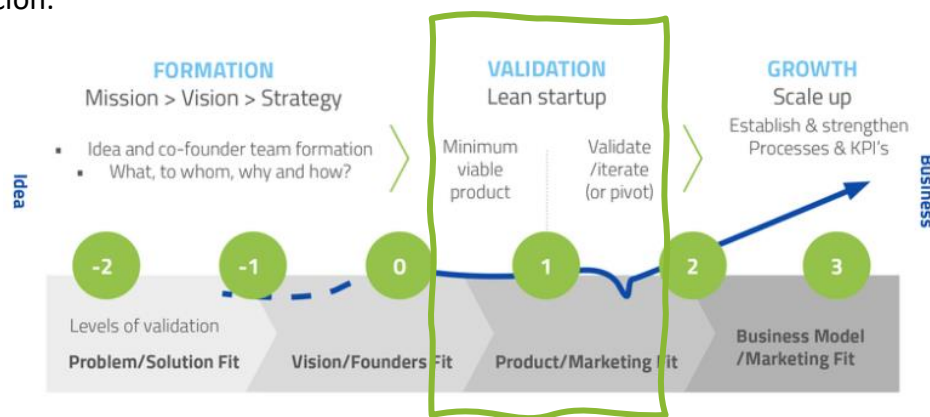 FORMATION
Mission > Vision > Strategy
▪ Idea and co-founder team formation
▪ What, to whom, why and how?
VALIDATION
Lean startup
Minimum
viable
product
Validate
/iterate
(or pivot)
GROWTH
Scale up
Establish & strengthen
Processes & KPI's
Idea
Business
-2
-1
0
1
2
3
Levels of validation
Problem/Solution Fit
Vision/Founders Fit
Product/Marketing Fit
Business Model
/Marketing Fit